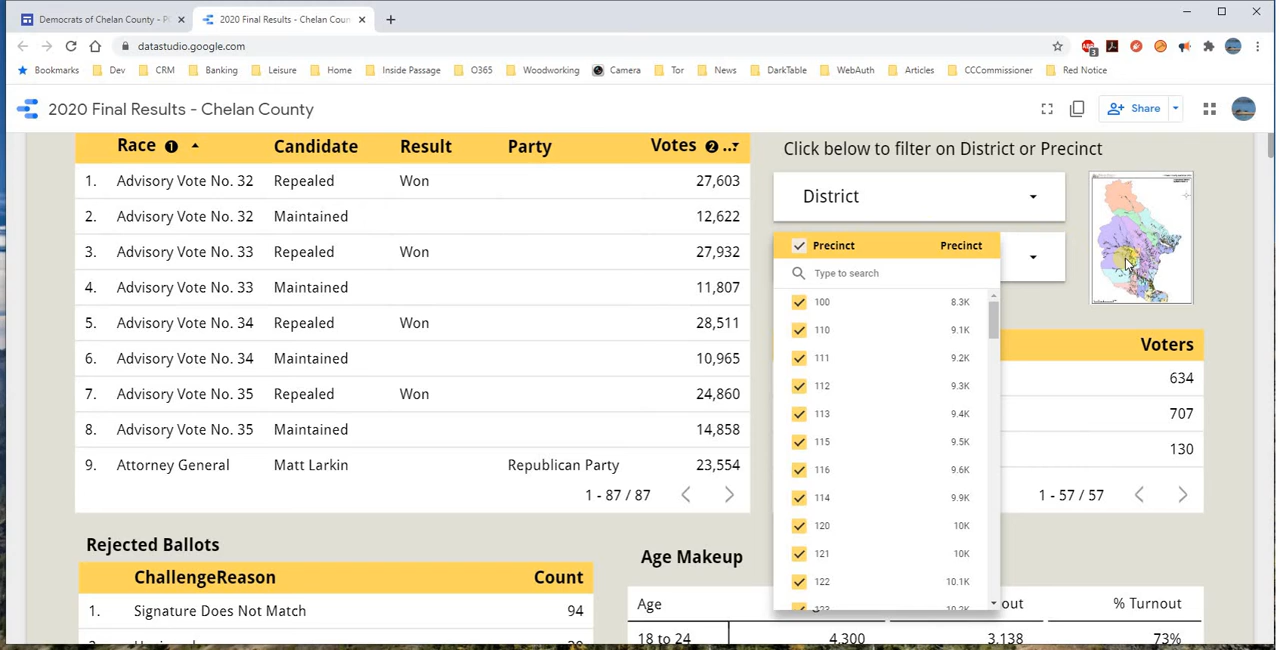 Democrats of Chelan County - P
2020 Final Results - Chelan Coun
datastudio.google.com
Bookmarks Dev CRM Banking Leisure Home Inside Passage O365 Woodworking Camera Tor News DarkTable WebAuth Articles CCCommissioner Red Notice
2020 Final Results - Chelan County
Share
Race 1 Candidate Result Party Votes 2 ..
1. Advisory Vote No. 32 Repealed Won 27,603
2. Advisory Vote No. 32 Maintained 12,622
3. Advisory Vote No. 33 Repealed Won 27,932
4. Advisory Vote No. 33 Maintained 11,807
5. Advisory Vote No. 34 Repealed Won 28,511
6. Advisory Vote No. 34 Maintained 10,965
7. Advisory Vote No. 35 Repealed Won 24,860
8. Advisory Vote No. 35 Maintained 14,858
9. Attorney General Matt Larkin Republican Party 23,554
1 - 87 / 87
Click below to filter on District or Precinct
District
Precinct Precinct
Type to search
100 8.3K
110 9.1K
111 9.2K
112 9.3K
113 9.4K
115 9.5K
116 9.6K
114 9.9K
120 10K
121 10K
122 10.1K
123 10.2K
Voters
634
707
130
1 - 57 / 57
Rejected Ballots
ChallengeReason Count
1. Signature Does Not Match 94
Age Makeup
Age out % Turnout
18 to 24 4,300 3,138 73%